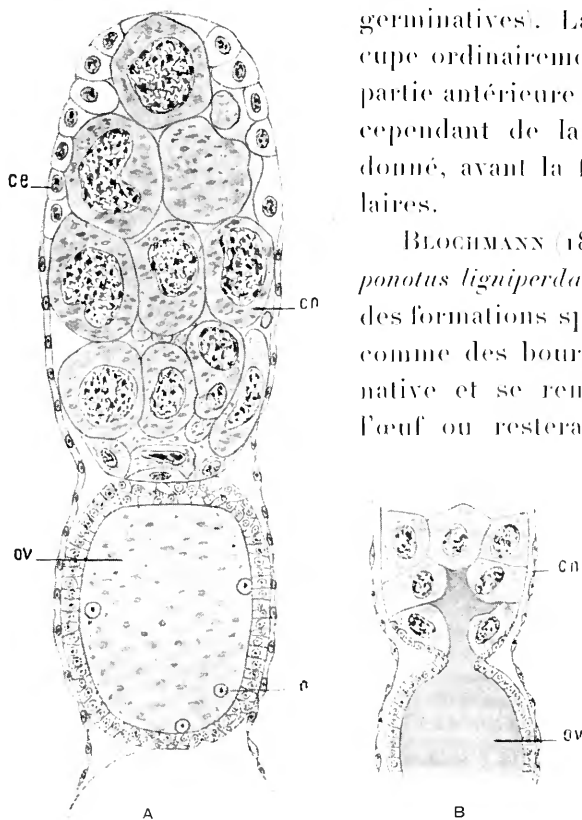 germinatives). La
cupe ordinaireme
partie antérieure
cependant de la
donné, avant la f
laires.
BLOCHMANN (18
ponotus ligniperda
des formations sp
comme des bour
native et se ren
l'œuf ou restera
ce
cn
ov
n
A
cn
ov
B